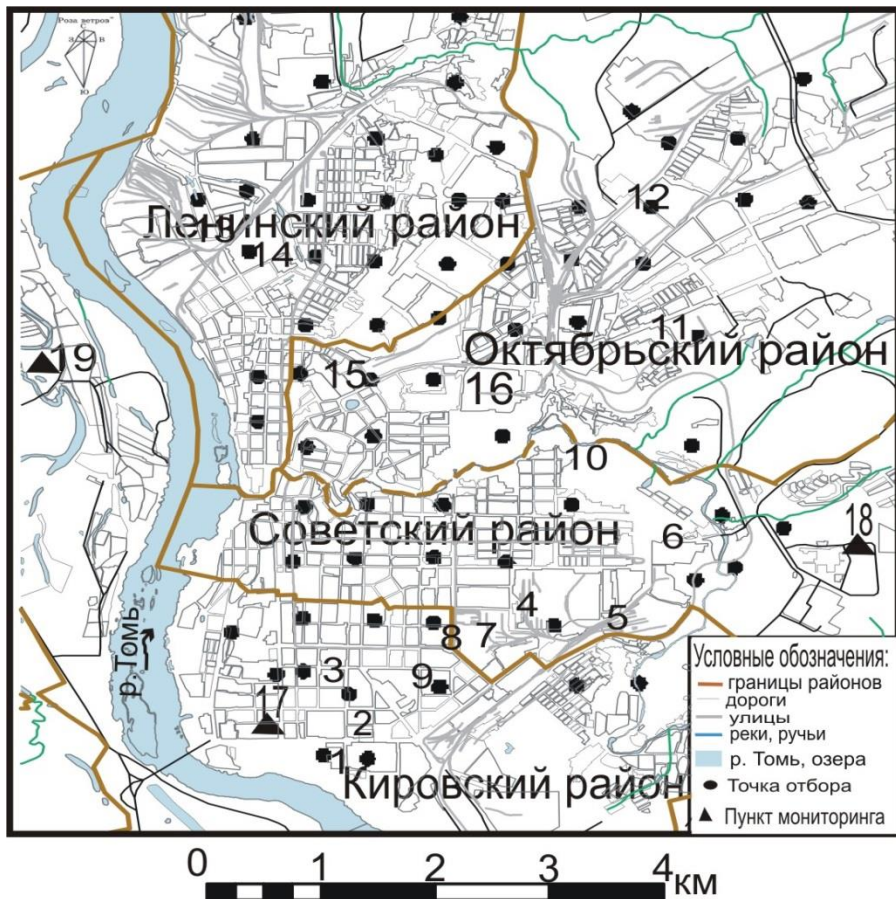 Роза ветров
С
З В
Ю
12
Ленинский район
13
14
11
Октябрьский район
19
15
16
10
Советский район
6
18
4
5
8
7
р. Томь
3
9
17
2
1
Кировский район
Условные обозначения:
границы районов
дороги
улицы
реки, ручьи
р. Томь, озера
Точка отбора
Пункт мониторинга
0 1 2 3 4 км